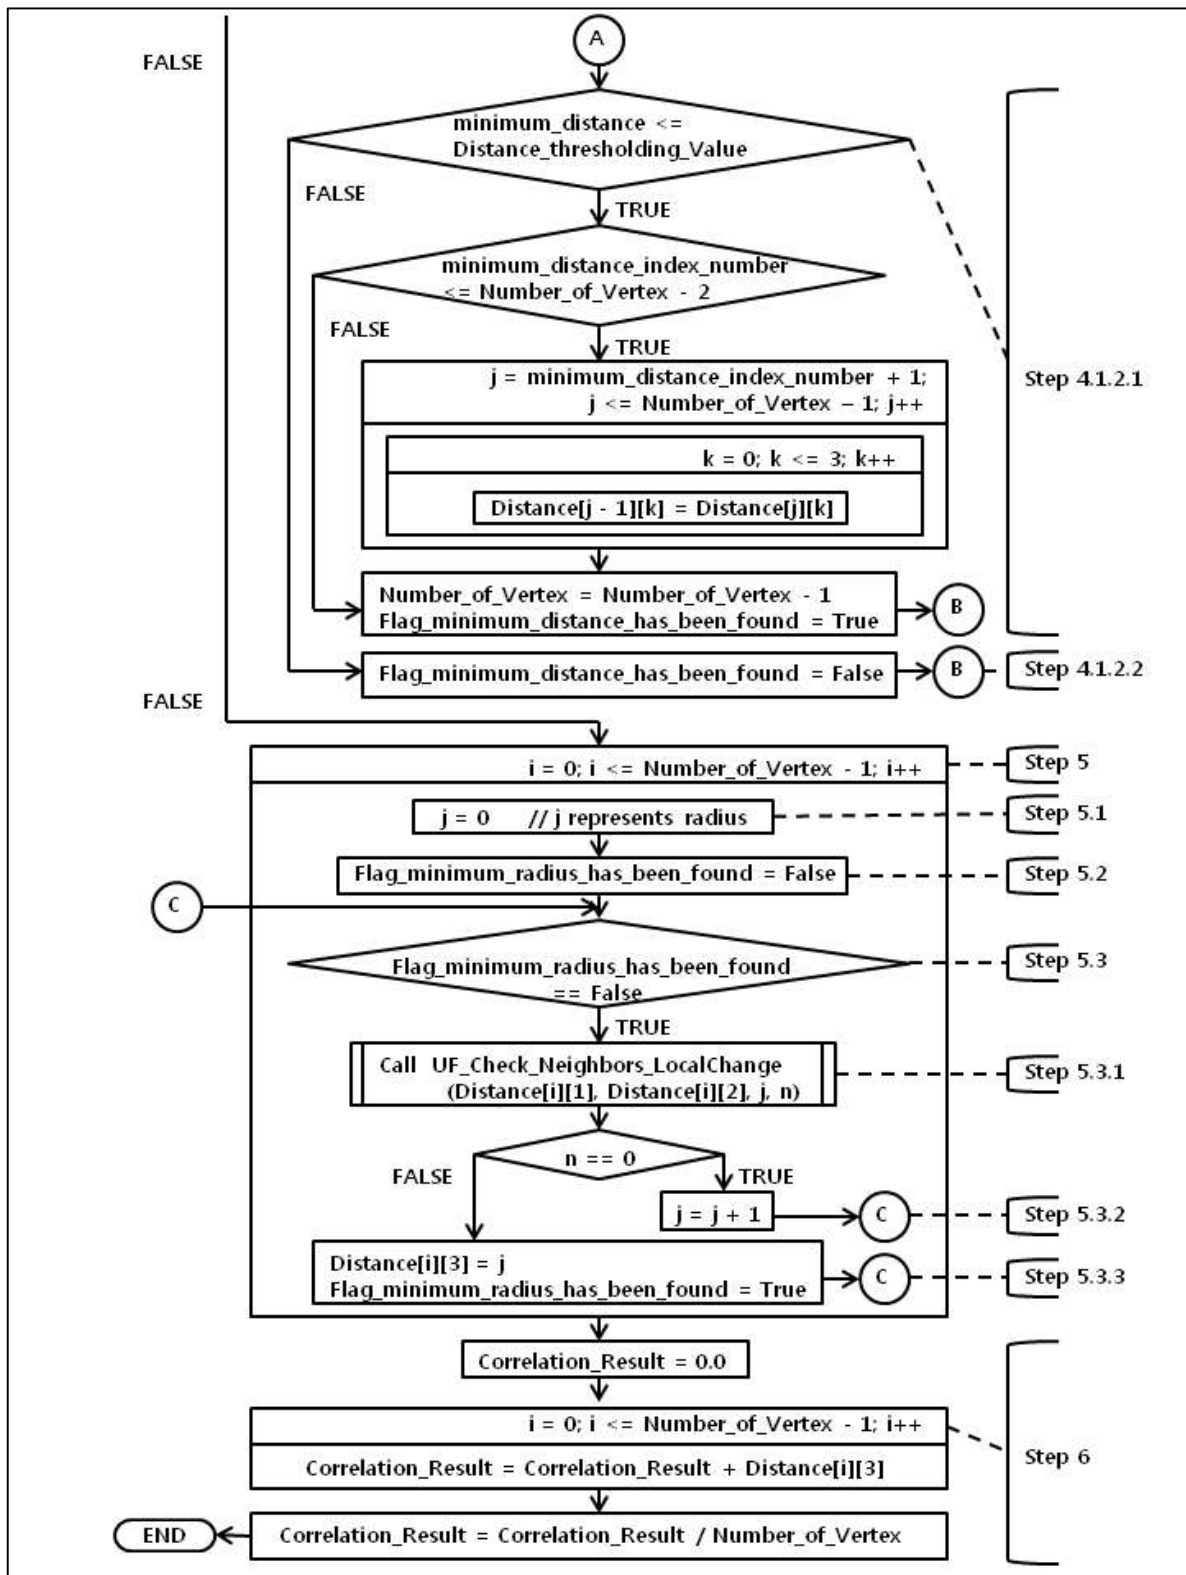 A
FALSE
minimum_distance <=
Distance_thresholding_Value
FALSE
TRUE
minimum_distance_index_number
<= Number_of_Vertex - 2
FALSE
TRUE
j = minimum_distance_index_number + 1;
j <= Number_of_Vertex – 1; j++
Step 4.1.2.1
k = 0; k <= 3; k++
Distance[j - 1][k] = Distance[j][k]
Number_of_Vertex = Number_of_Vertex - 1
Flag_minimum_distance_has_been_found = True
B
Flag_minimum_distance_has_been_found = False
B
Step 4.1.2.2
FALSE
i = 0; i <= Number_of_Vertex - 1; i++
Step 5
j = 0 // j represents radius
Step 5.1
Flag_minimum_radius_has_been_found = False
Step 5.2
C
Flag_minimum_radius_has_been_found
== False
Step 5.3
TRUE
Call UF_Check_Neighbors_LocalChange
(Distance[i][1], Distance[i][2], j, n)
Step 5.3.1
n == 0
FALSE
TRUE
j = j + 1
C
Step 5.3.2
Distance[i][3] = j
Flag_minimum_radius_has_been_found = True
C
Step 5.3.3
Correlation_Result = 0.0
i = 0; i <= Number_of_Vertex - 1; i++
Correlation_Result = Correlation_Result + Distance[i][3]
Step 6
END
Correlation_Result = Correlation_Result / Number_of_Vertex